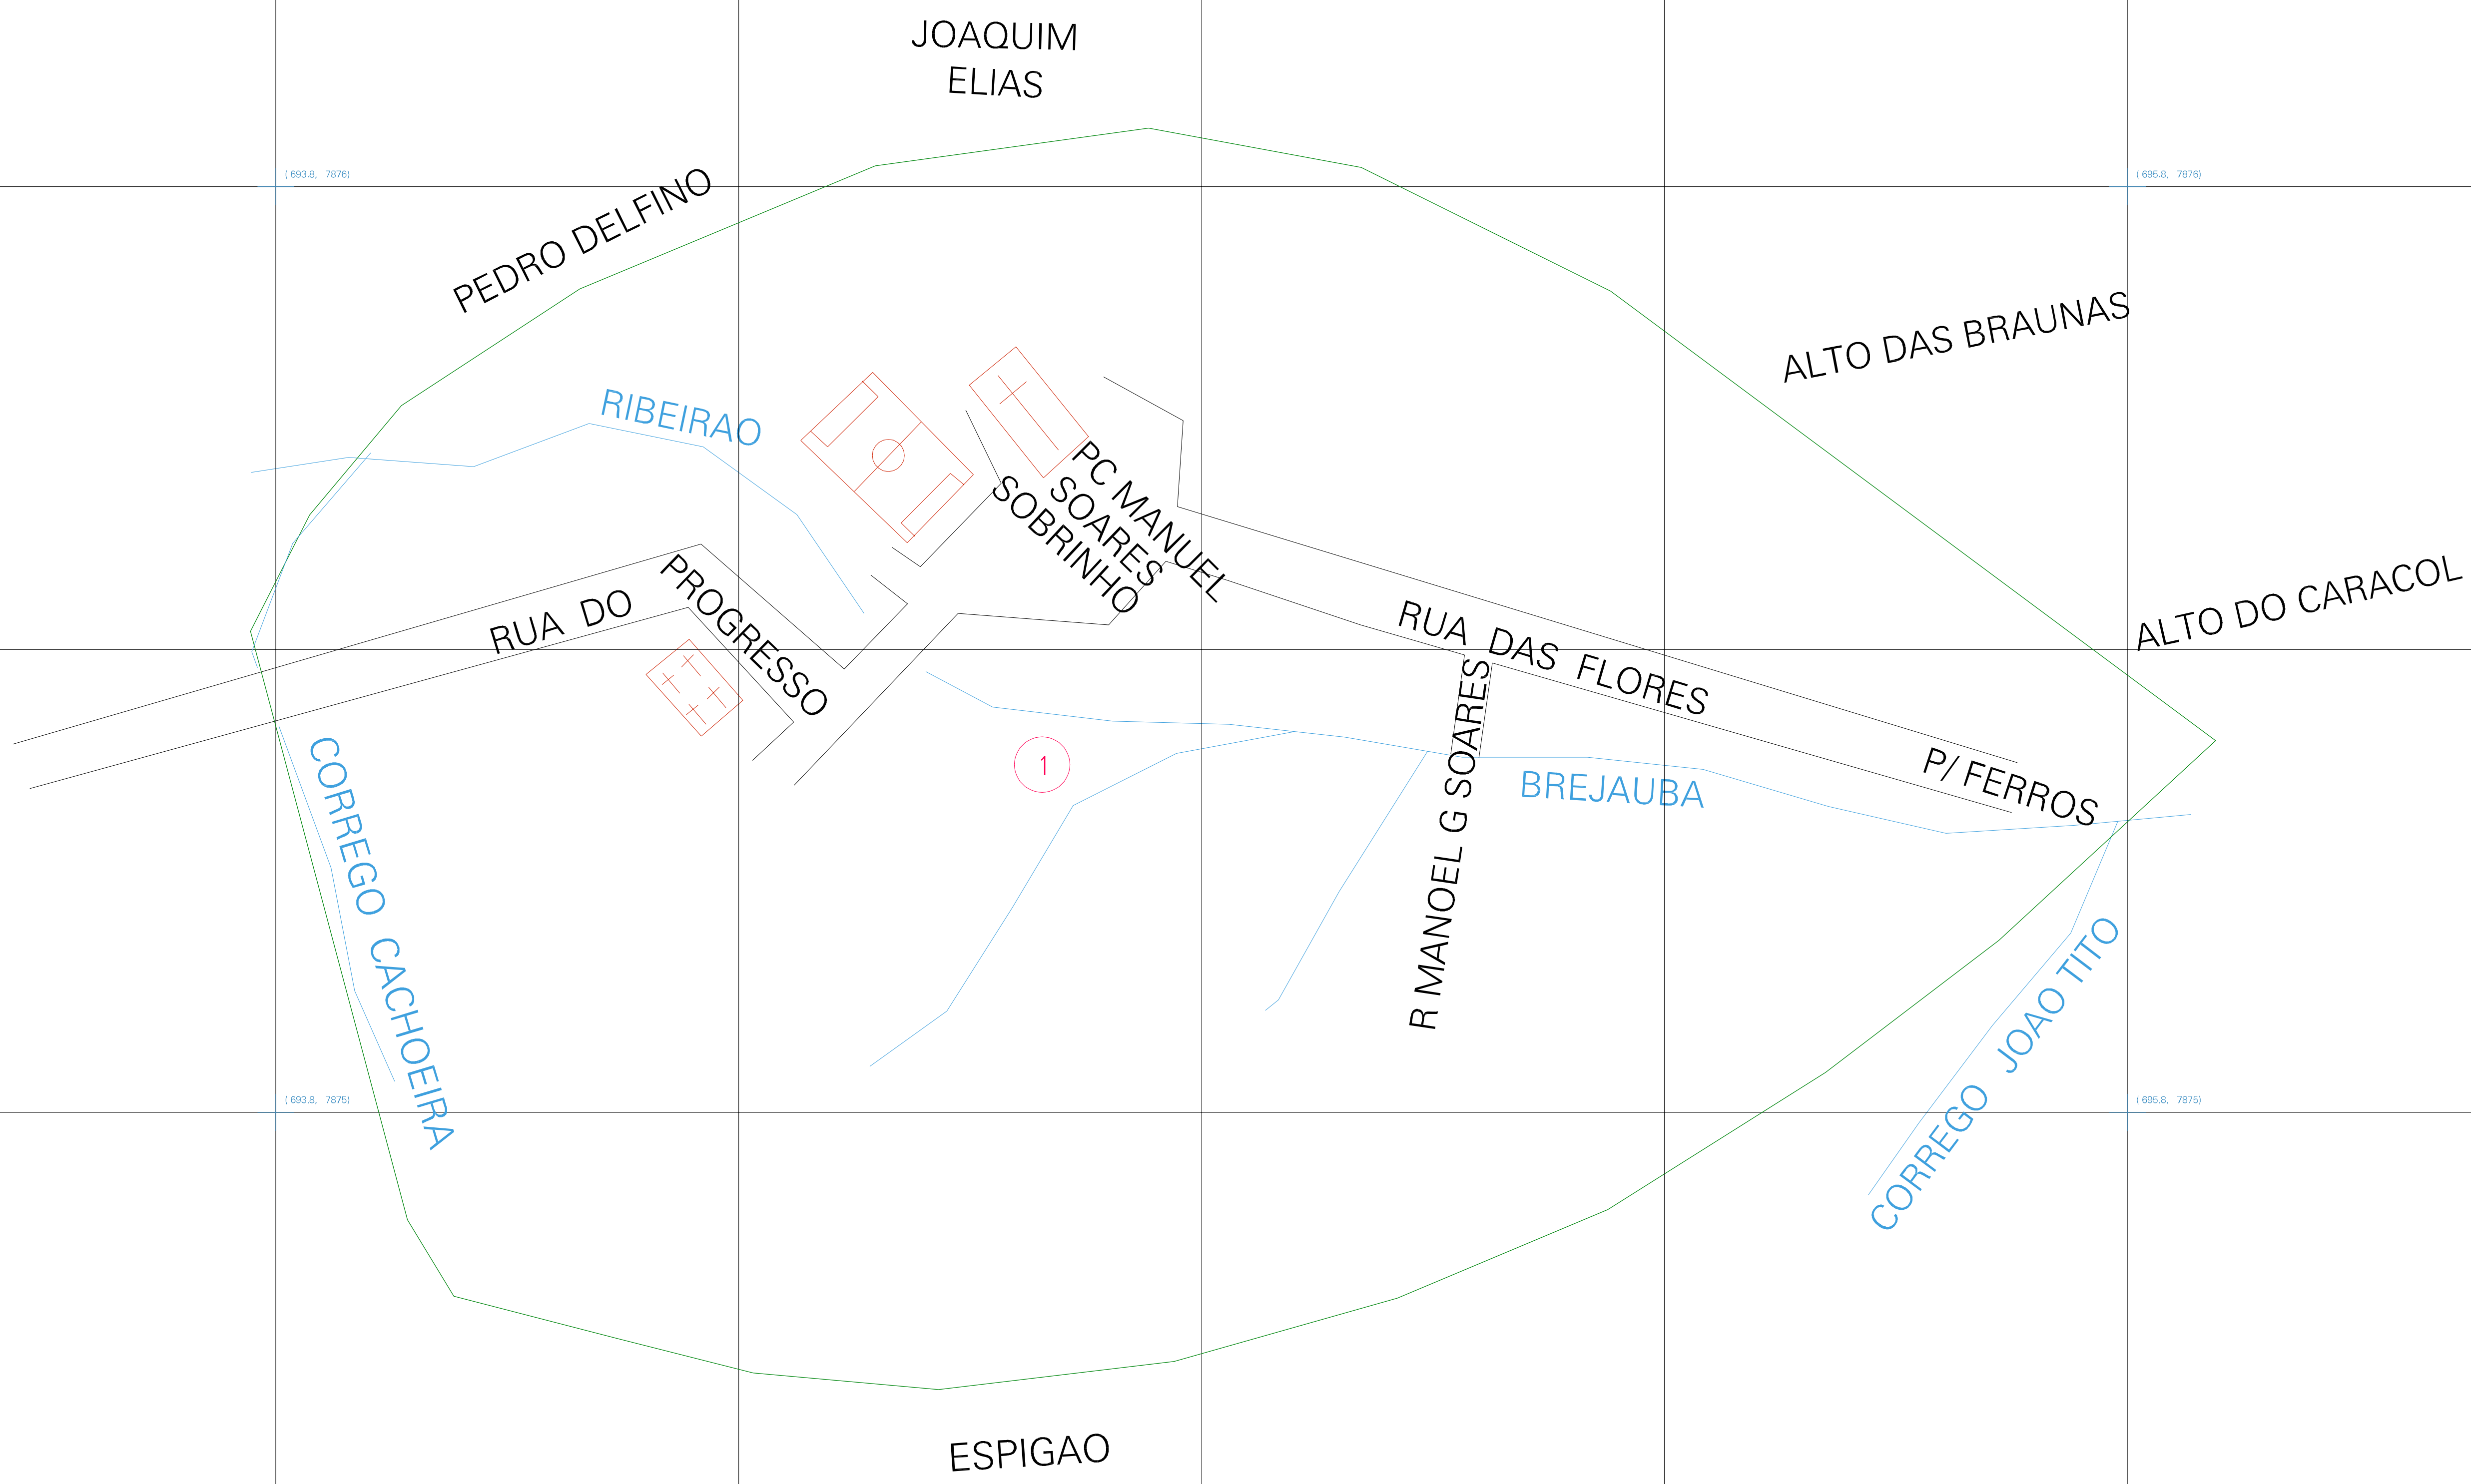 JOAQUIM
ELIAS
( 693.8, 7876)
( 695.8, 7876)
PEDRO DELFINO
ALTO DAS BRAUNAS
RIBEIRAO
PC MANUEL
SOARES
SOBRINHO
ALTO DO CARACOL
RUA DO
PROGRESSO
RUA DAS FLORES
P/ FERROS
1
BREJAUBA
R MANOEL G SOARES
CORREGO CACHOEIRA
CORREGO JOAO TITO
( 693.8, 7875)
( 695.8, 7875)
ESPIGAO